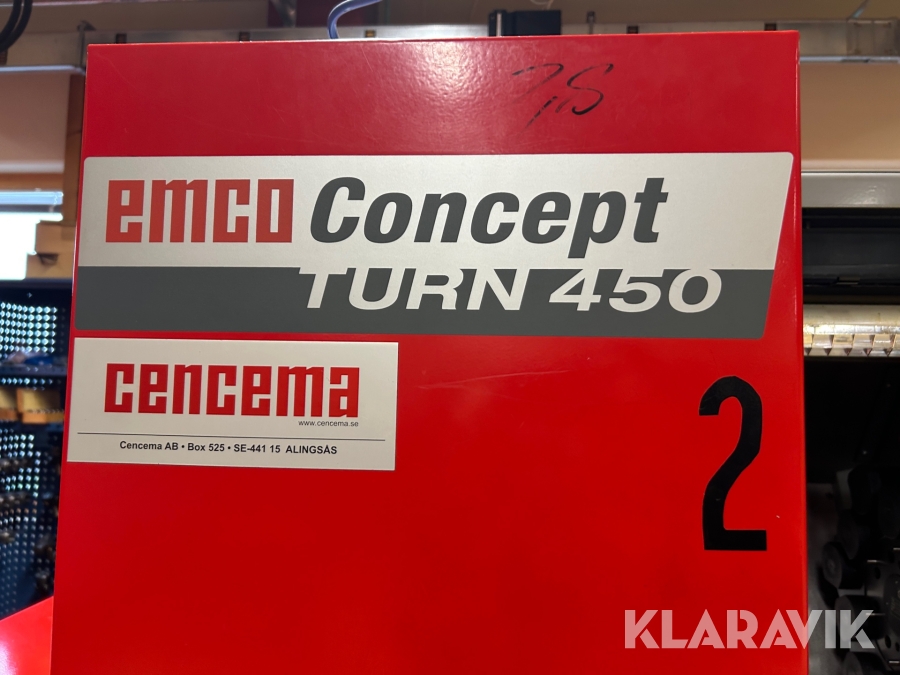 emco Concept
TURN 450
cencema
www.cencema.se
Cencema AB • Box 525 • SE-441 15 ALINGSÅS
2
KLARAVIK